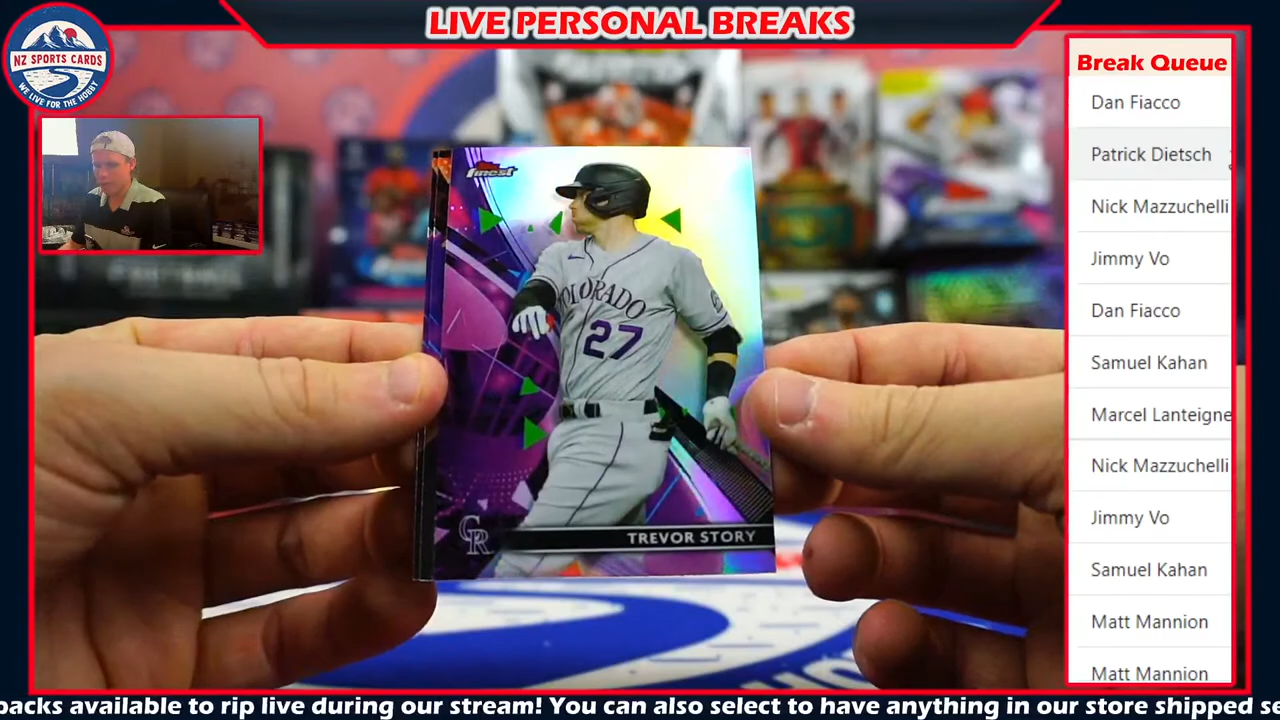 LIVE PERSONAL BREAKS
NZ SPORTS CARDS
WE LIVE FOR THE HOBBY
Break Queue
Dan Fiacco
Patrick Dietsch
Nick Mazzuchelli
Jimmy Vo
Dan Fiacco
Samuel Kahan
Marcel Lanteigne
Nick Mazzuchelli
Jimmy Vo
Samuel Kahan
Matt Mannion
Matt Mannion
finest
COLORADO
27
CR
TREVOR STORY
packs available to rip live during our stream! You can also select to have anything in our store shipped se